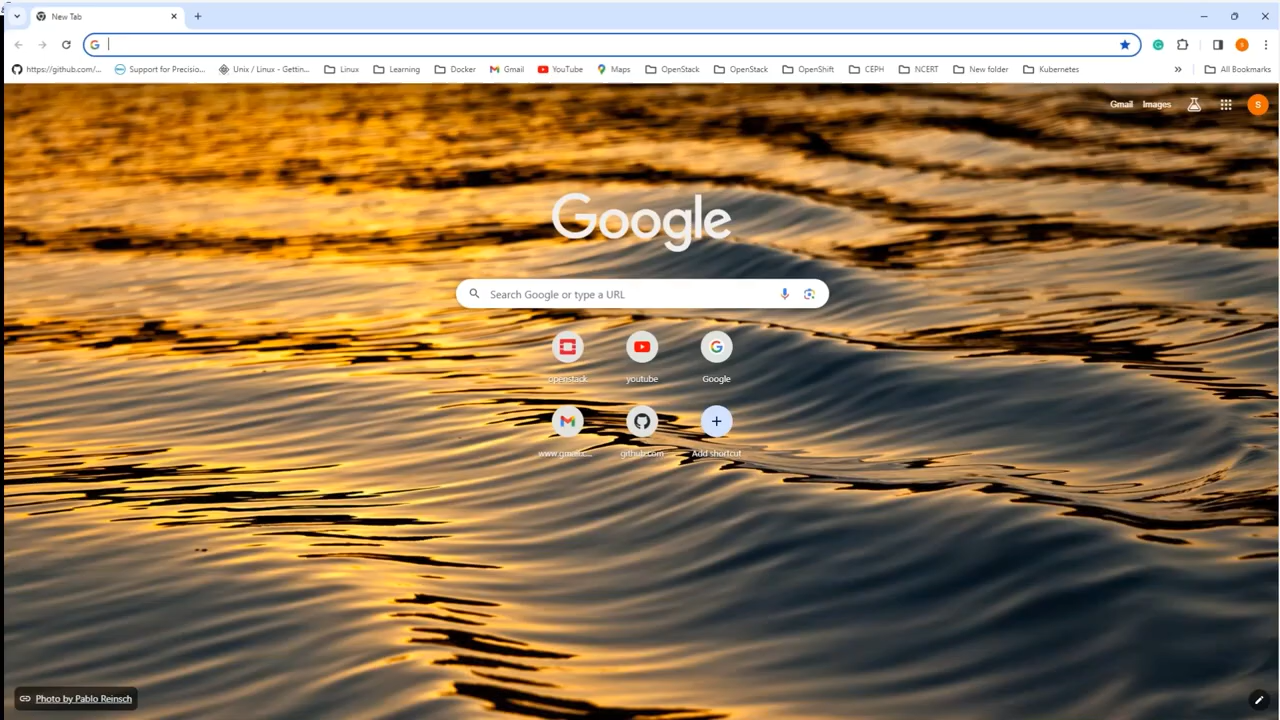 New Tab
https://github.com/... Support for Precisio... Unix / Linux - Gettin... Linux Learning Docker Gmail YouTube Maps OpenStack OpenStack OpenShift CEPH NCERT New folder Kubernetes » All Bookmarks
Gmail Images S
Google
Search Google or type a URL
openstack youtube Google
www.gmail.c... github.com Add shortcut
Photo by Pablo Reinsch